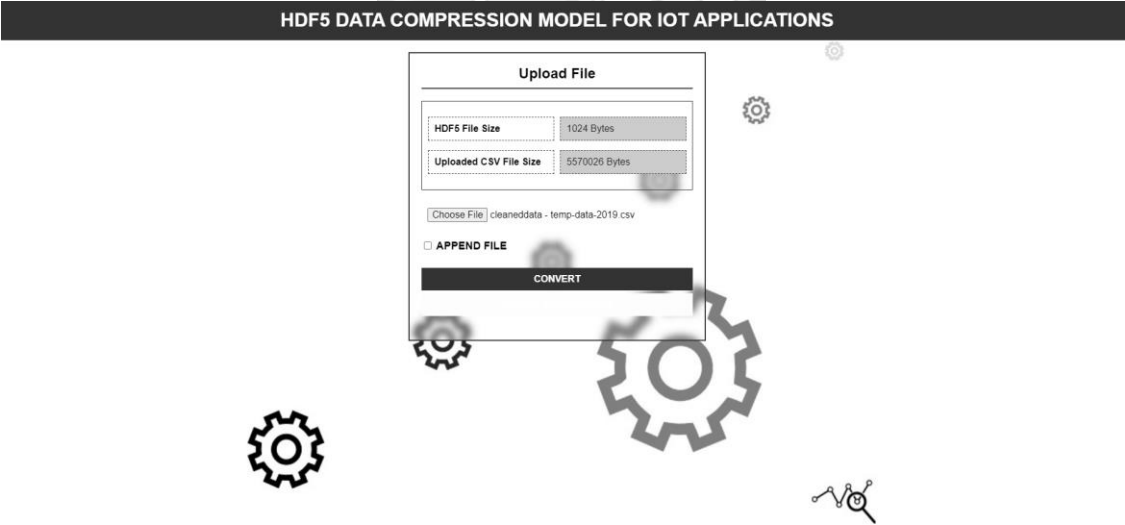 HDF5 DATA COMPRESSION MODEL FOR IOT APPLICATIONS
Upload File
HDF5 File Size 1024 Bytes
Uploaded CSV File Size 5570026 Bytes
Choose File cleaneddata - temp-data-2019.csv
APPEND FILE
CONVERT